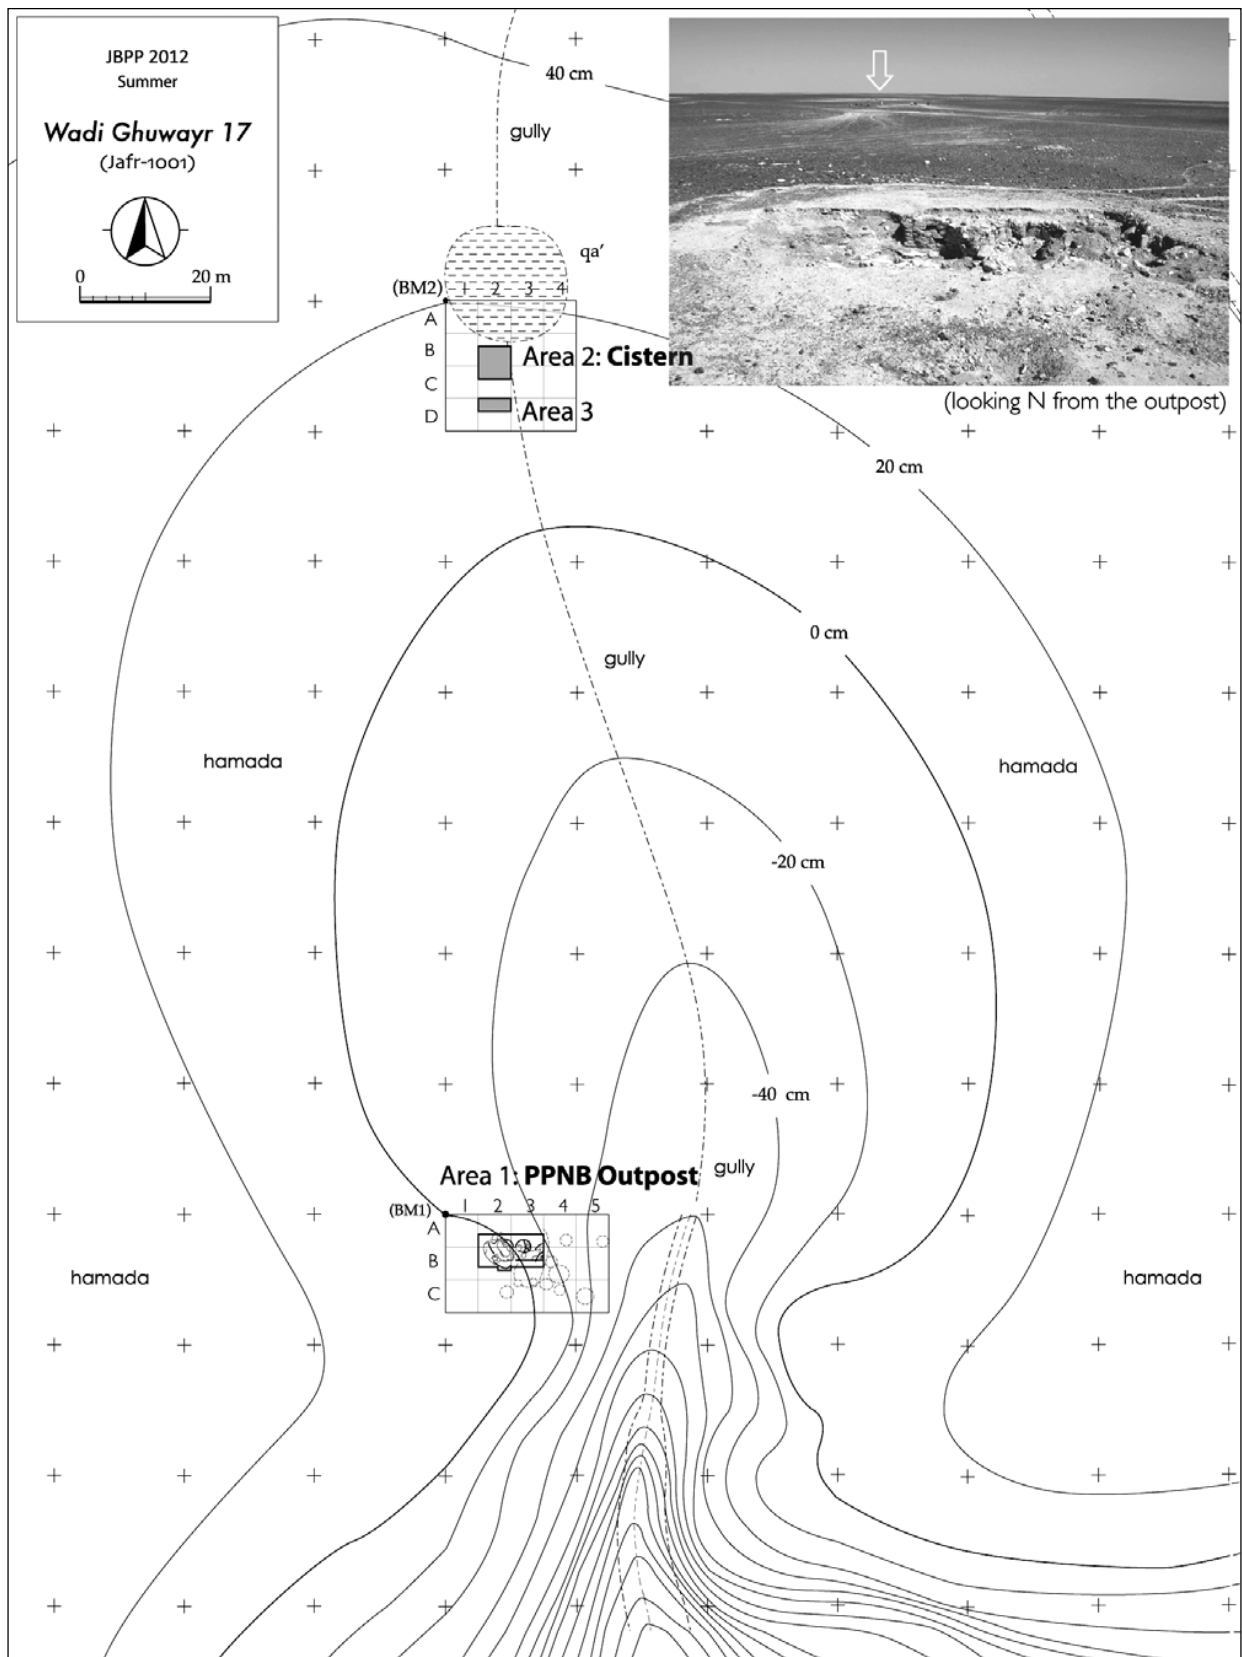 JBPP 2012
Summer
Wadi Ghuwayr 17
(Jafr-1001)
0 20 m
40 cm
gully
qa’
(BM2) 1 2 3 4
A
B
C
D
Area 2: Cistern
Area 3
(looking N from the outpost)
20 cm
0 cm
gully
hamada
hamada
-20 cm
-40 cm
gully
Area 1: PPNB Outpost
(BM1) 1 2 3 4 5
A
B
C
hamada
hamada